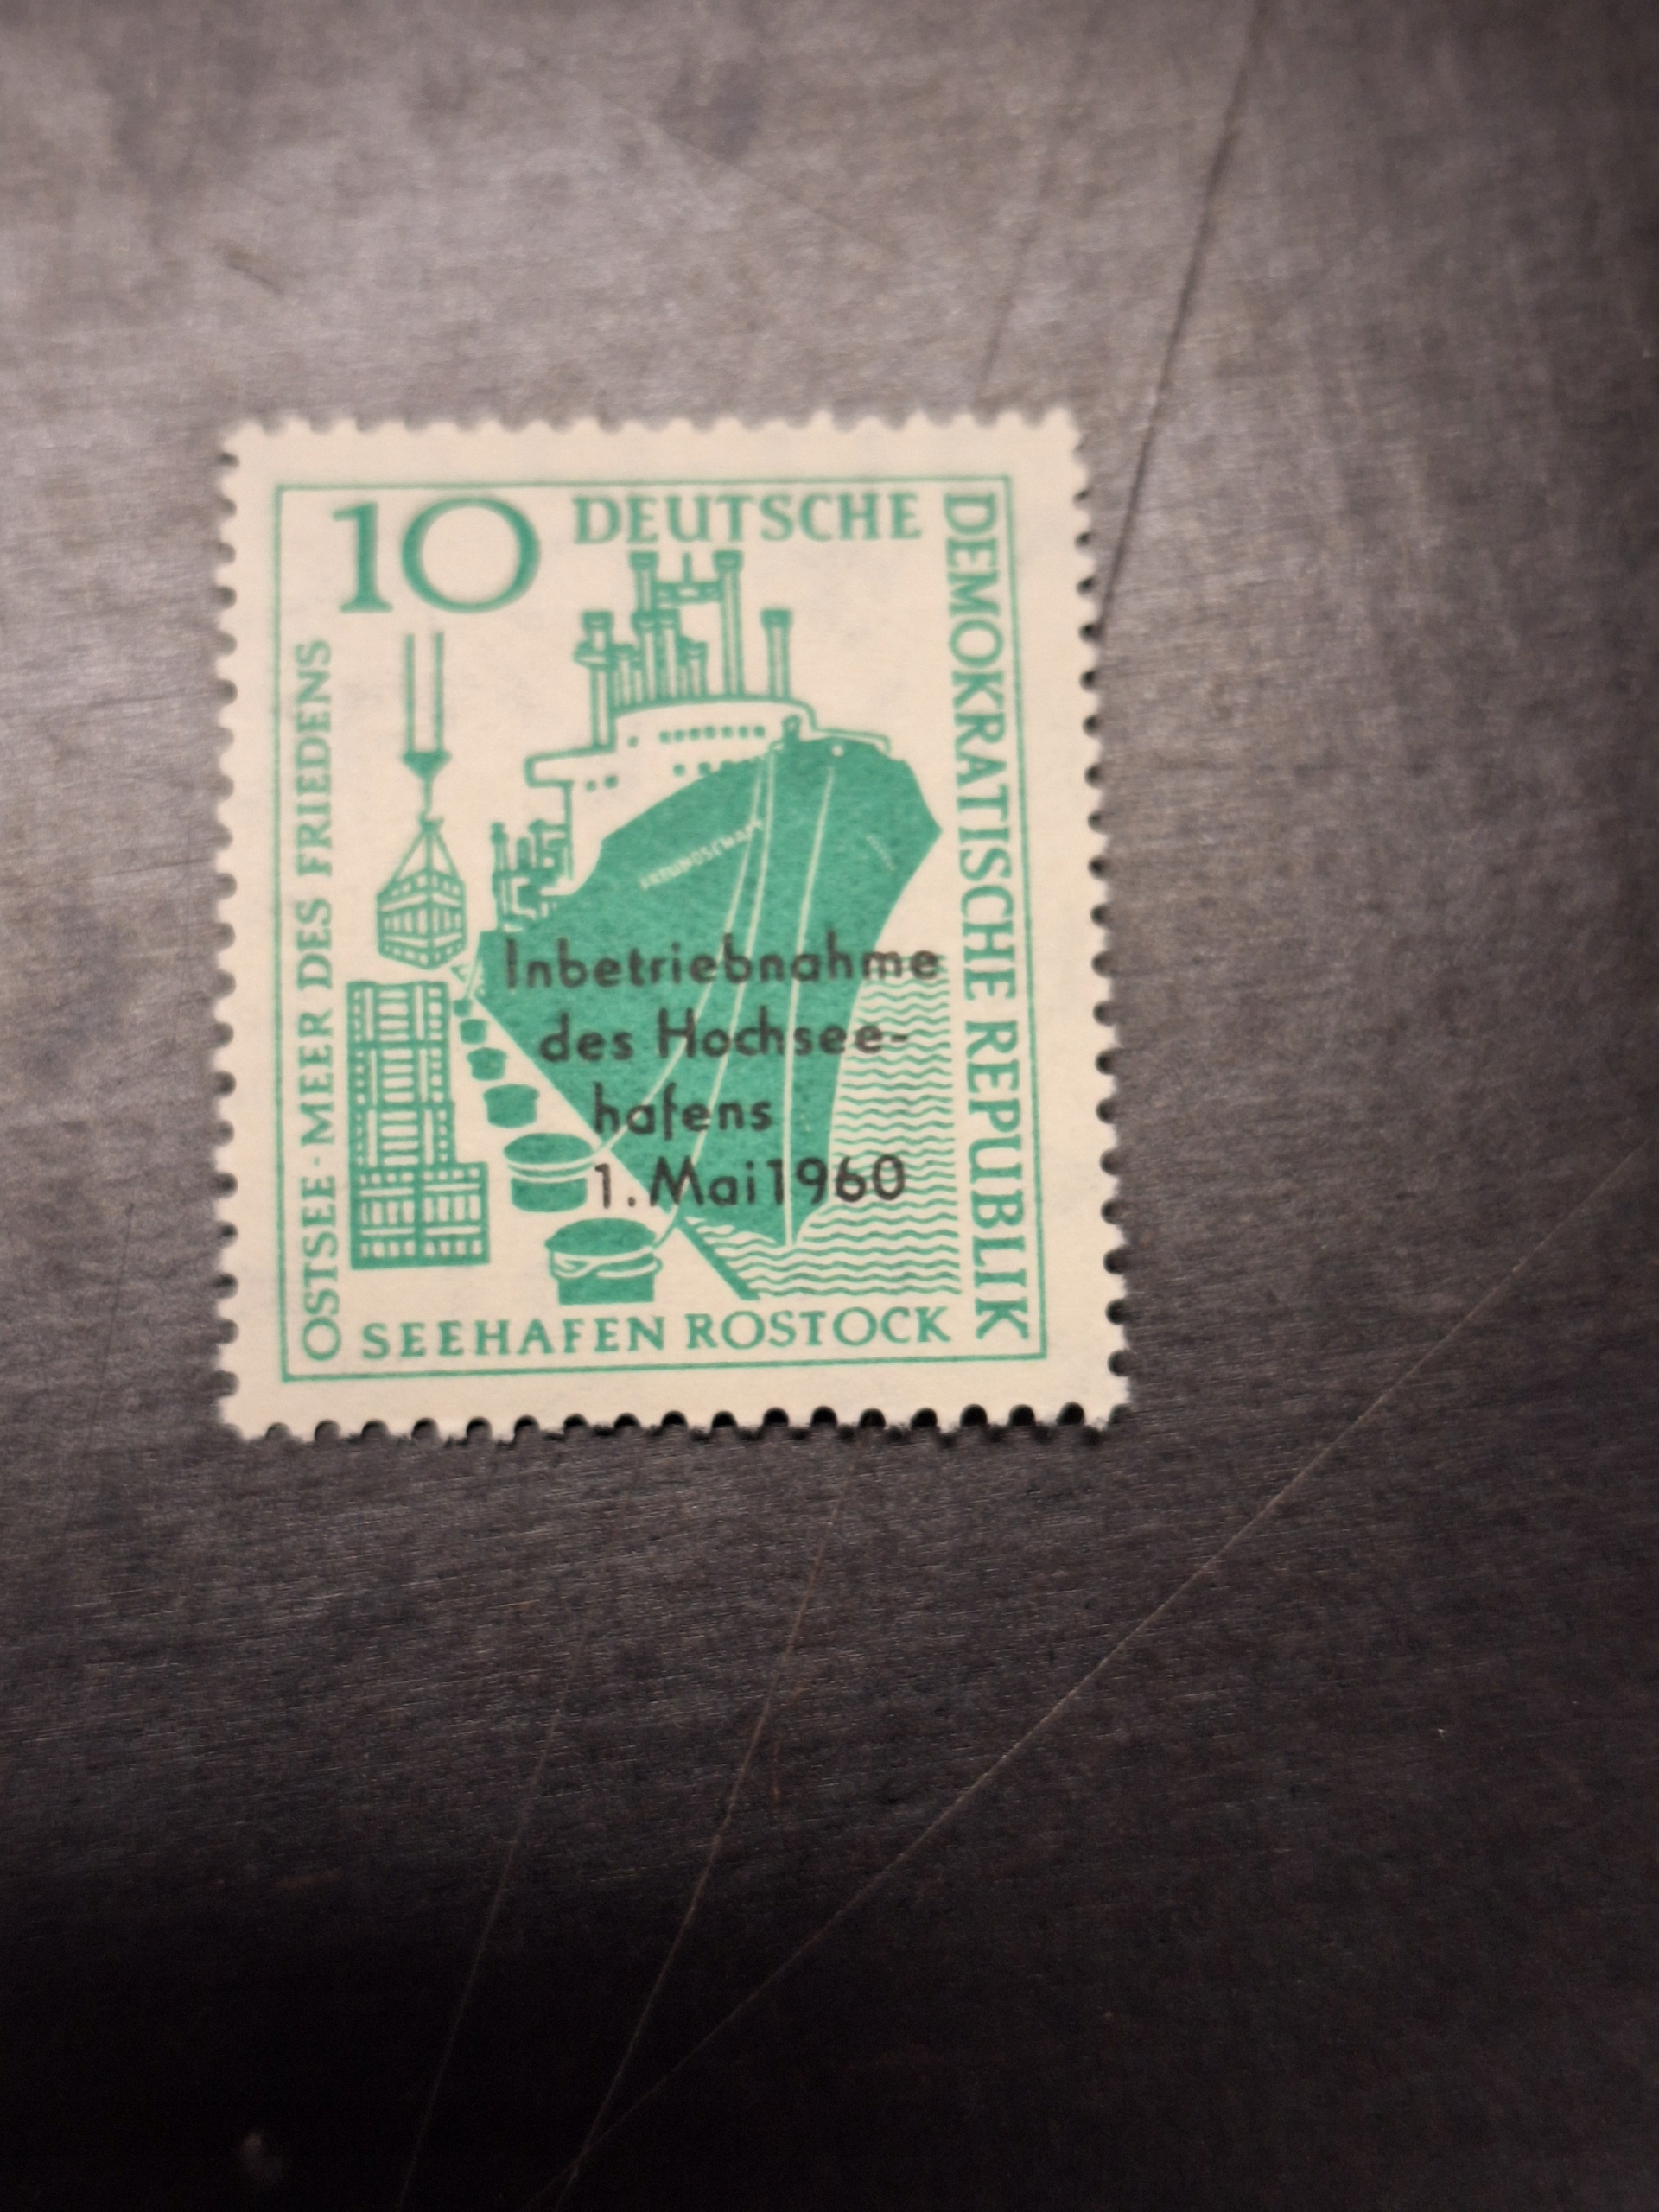 10
DEUTSCHE
DEMOKRATISCHE REPUBLIK
OSTSEE · MEER DES FRIEDENS
Inbetriebnahme
des Hochsee-
hafens
1. Mai 1960
SEEHAFEN ROSTOCK